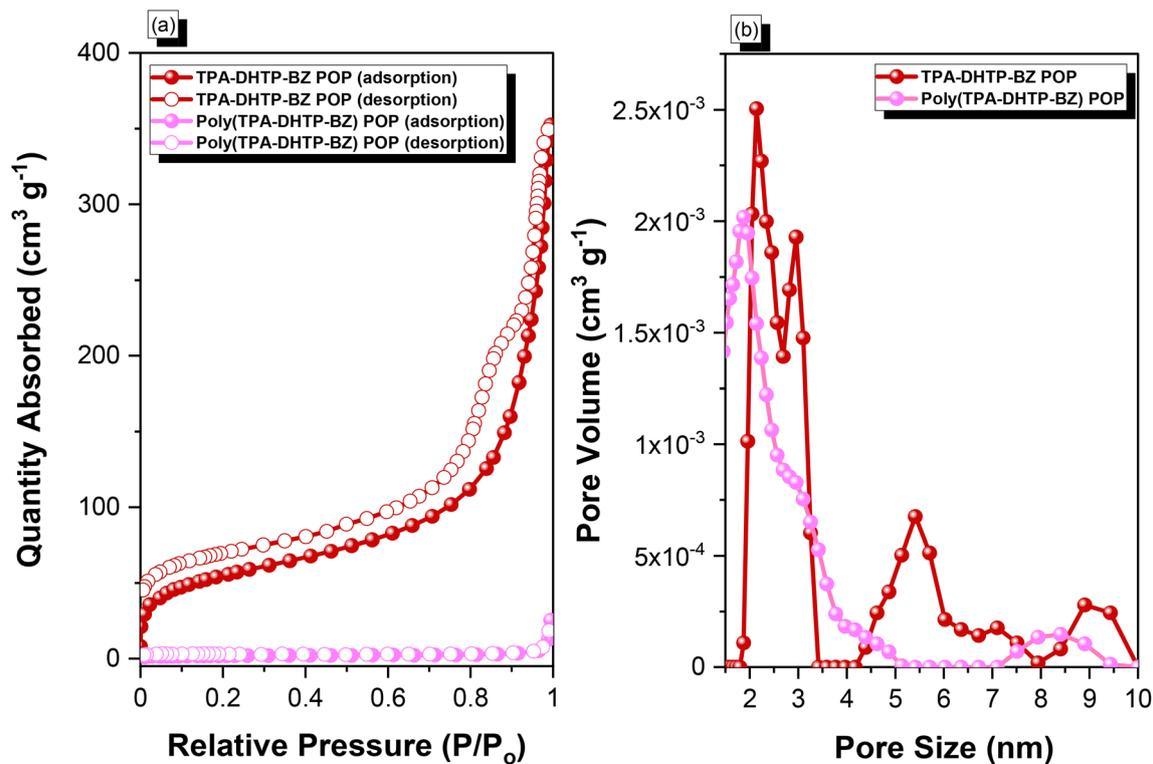 (a)
400
300
200
100
0
Quantity Absorbed (cm³ g⁻¹)
TPA-DHTP-BZ POP (adsorption)
TPA-DHTP-BZ POP (desorption)
Poly(TPA-DHTP-BZ) POP (adsorption)
Poly(TPA-DHTP-BZ) POP (desorption)
0 0.2 0.4 0.6 0.8 1
Relative Pressure (P/Pₒ)
(b)
2.5x10⁻³
2x10⁻³
1.5x10⁻³
1x10⁻³
5x10⁻⁴
0
Pore Volume (cm³ g⁻¹)
TPA-DHTP-BZ POP
Poly(TPA-DHTP-BZ) POP
2 3 4 5 6 7 8 9 10
Pore Size (nm)